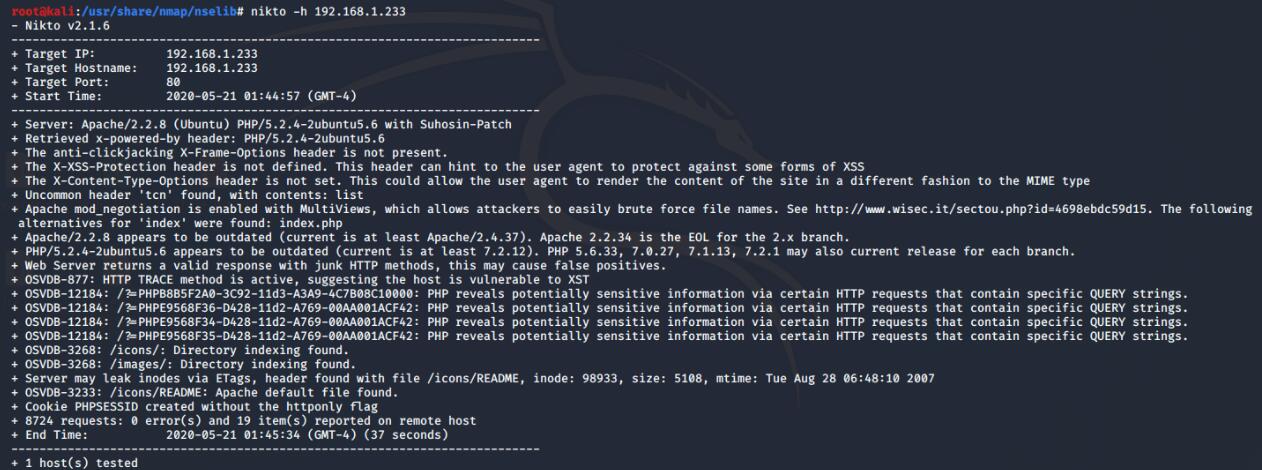 root@kali:/usr/share/nmap/nselib# nikto -h 192.168.1.233
- Nikto v2.1.6
---------------------------------------------------------------------------
+ Target IP:          192.168.1.233
+ Target Hostname:    192.168.1.233
+ Target Port:        80
+ Start Time:         2020-05-21 01:44:57 (GMT-4)
---------------------------------------------------------------------------
+ Server: Apache/2.2.8 (Ubuntu) PHP/5.2.4-2ubuntu5.6 with Suhosin-Patch
+ Retrieved x-powered-by header: PHP/5.2.4-2ubuntu5.6
+ The anti-clickjacking X-Frame-Options header is not present.
+ The X-XSS-Protection header is not defined. This header can hint to the user agent to protect against some forms of XSS
+ The X-Content-Type-Options header is not set. This could allow the user agent to render the content of the site in a different fashion to the MIME type
+ Uncommon header 'tcn' found, with contents: list
+ Apache mod_negotiation is enabled with MultiViews, which allows attackers to easily brute force file names. See http://www.wisec.it/sectou.php?id=4698ebdc59d15. The following
 alternatives for 'index' were found: index.php
+ Apache/2.2.8 appears to be outdated (current is at least Apache/2.4.37). Apache 2.2.34 is the EOL for the 2.x branch.
+ PHP/5.2.4-2ubuntu5.6 appears to be outdated (current is at least 7.2.12). PHP 5.6.33, 7.0.27, 7.1.13, 7.2.1 may also current release for each branch.
+ Web Server returns a valid response with junk HTTP methods, this may cause false positives.
+ OSVDB-877: HTTP TRACE method is active, suggesting the host is vulnerable to XST
+ OSVDB-12184: /?=PHPB8B5F2A0-3C92-11d3-A3A9-4C7B08C10000: PHP reveals potentially sensitive information via certain HTTP requests that contain specific QUERY strings.
+ OSVDB-12184: /?=PHPE9568F36-D428-11d2-A769-00AA001ACF42: PHP reveals potentially sensitive information via certain HTTP requests that contain specific QUERY strings.
+ OSVDB-12184: /?=PHPE9568F34-D428-11d2-A769-00AA001ACF42: PHP reveals potentially sensitive information via certain HTTP requests that contain specific QUERY strings.
+ OSVDB-12184: /?=PHPE9568F35-D428-11d2-A769-00AA001ACF42: PHP reveals potentially sensitive information via certain HTTP requests that contain specific QUERY strings.
+ OSVDB-3268: /icons/: Directory indexing found.
+ OSVDB-3268: /images/: Directory indexing found.
+ Server may leak inodes via ETags, header found with file /icons/README, inode: 98933, size: 5108, mtime: Tue Aug 28 06:48:10 2007
+ OSVDB-3233: /icons/README: Apache default file found.
+ Cookie PHPSESSID created without the httponly flag
+ 8724 requests: 0 error(s) and 19 item(s) reported on remote host
+ End Time:           2020-05-21 01:45:34 (GMT-4) (37 seconds)
---------------------------------------------------------------------------
+ 1 host(s) tested